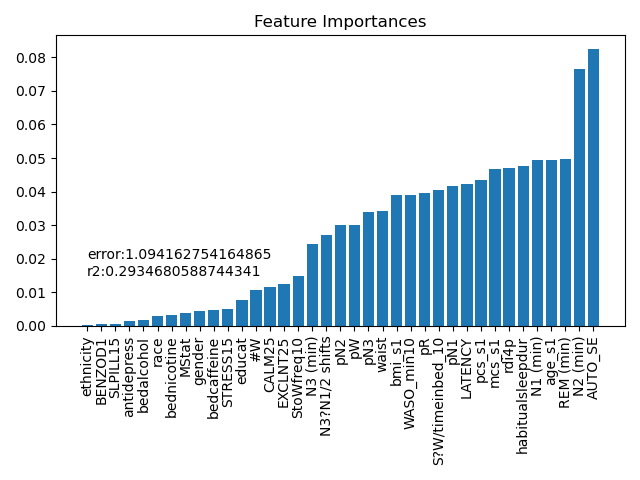 Feature Importances
0.08
0.07
0.06
0.05
0.04
0.03
0.02
0.01
0.00
error:1.094162754164865
r2:0.2934680588744341
ethnicity
BENZOD1
SLPILL15
antidepress
bedalcohol
race
bednicotine
MStat
gender
bedcaffeine
STRESS15
educat
#W
CALM25
EXCLNT25
StoWfreq10
N3 (min)
N3?N1/2 shifts
pN2
pW
pN3
waist
bmi_s1
WASO_min10
pR
S?W/timeinbed_10
pN1
LATENCY
pcs_s1
mcs_s1
rdi4p
habitualsleepdur
N1 (min)
age_s1
REM (min)
N2 (min)
AUTO_SE